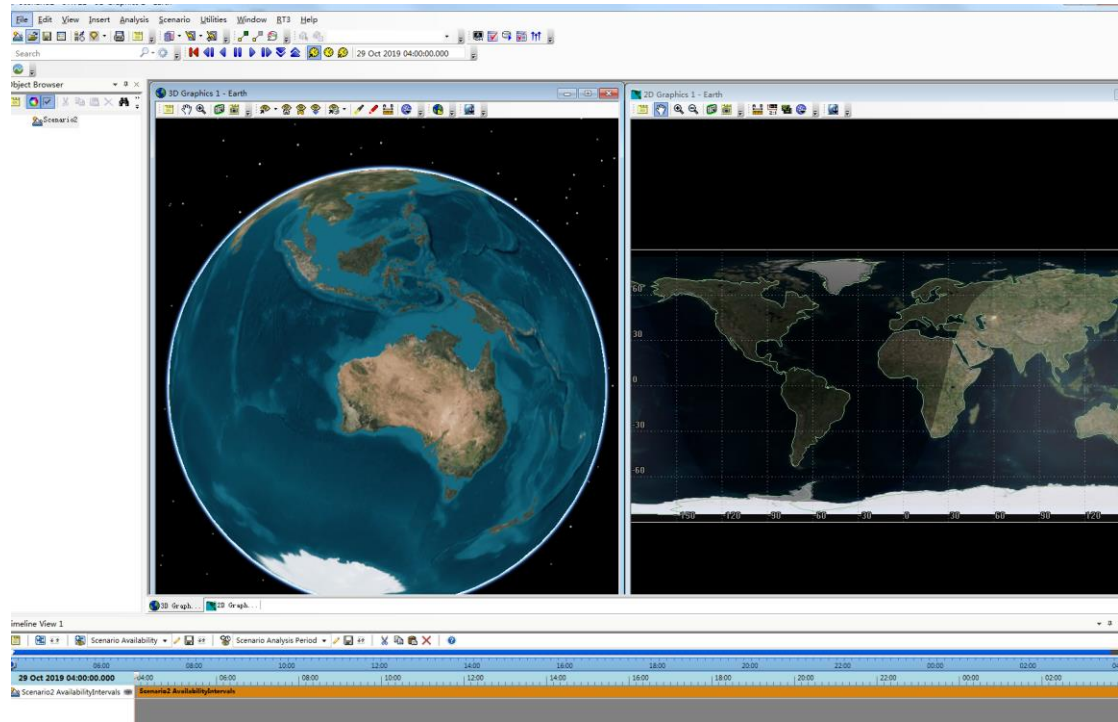 File Edit View Insert Analysis Scenario Utilities Window RT3 Help
Search
29 Oct 2019 04:00:00.000
Object Browser
Scenario2
3D Graphics 1 - Earth
2D Graphics 1 - Earth
60
30
0
-30
-60
-150 -120 -90 -60 -30 0 30 60 90 120
3D Graph... 2D Graph...
Timeline View 1
Scenario Availability Scenario Analysis Period
06:00 08:00 10:00 12:00 14:00 16:00 18:00 20:00 22:00 00:00 02:00
29 Oct 2019 04:00:00.000 04:00 06:00 08:00 10:00 12:00 14:00 16:00 18:00 20:00 22:00 00:00 02:00
Scenario2 AvailabilityIntervals Scenario2 AvailabilityIntervals